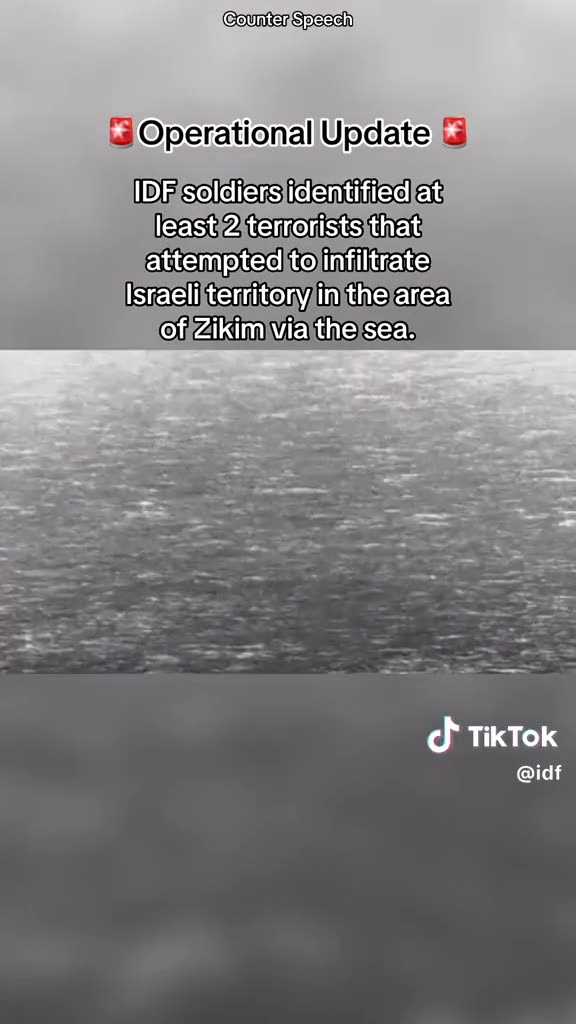 Counter Speech
🚨Operational Update🚨
IDF soldiers identified at
least 2 terrorists that
attempted to infiltrate
Israeli territory in the area
of Zikim via the sea.
TikTok
@idf